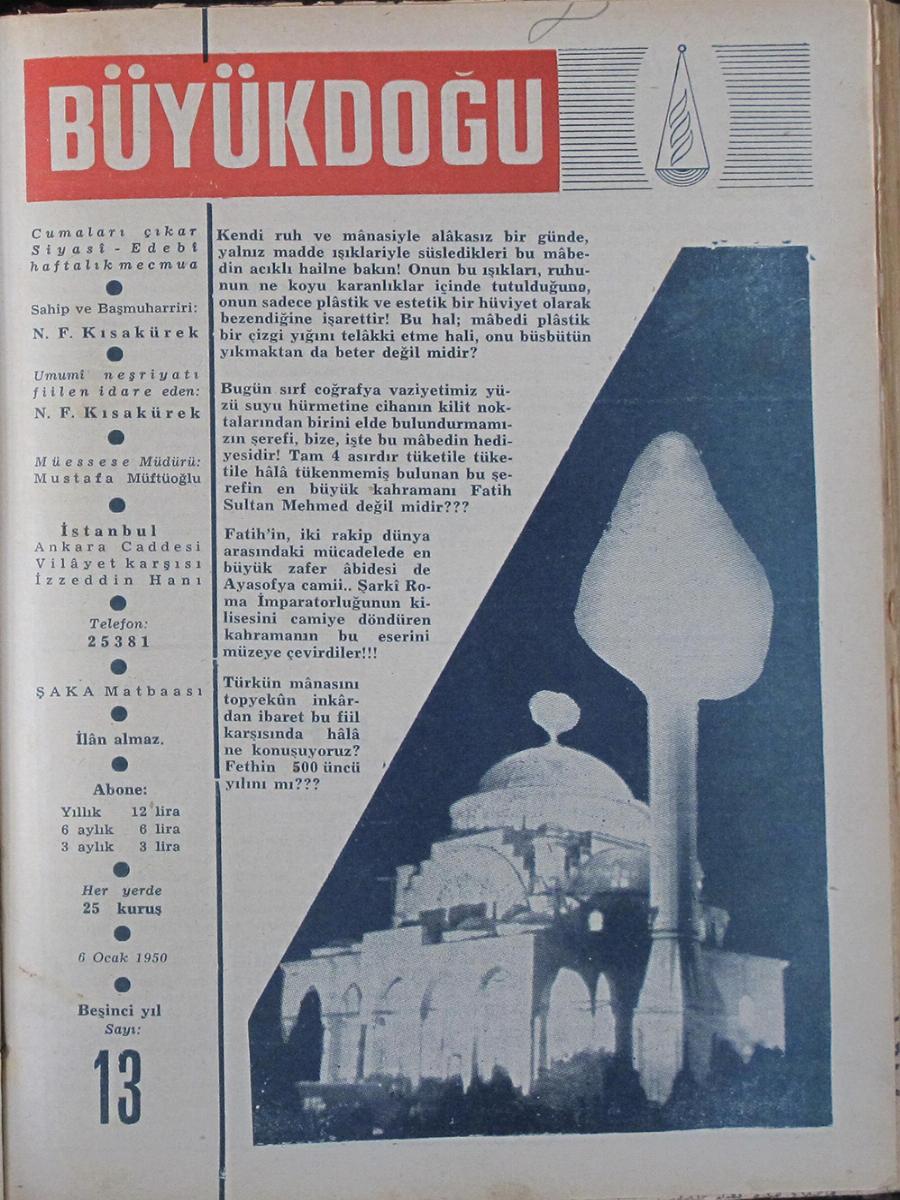 BÜYÜKDOĞU
Cumaları çıkar
Siyasî - Edebî
haftalık mecmua
Sahip ve Başmuharriri:
N. F. Kısakürek
Umumî neşriyatı
fiilen idare eden:
N. F. Kısakürek
Müessese Müdürü:
Mustafa Müftüoğlu
İstanbul
Ankara Caddesi
Vilâyet karşısı
İzzeddin Hanı
Telefon:
25381
ŞAKA Matbaası
İlân almaz.
Abone:
Yıllık 12 lira
6 aylık 6 lira
3 aylık 3 lira
Her yerde
25 kuruş
6 Ocak 1950
Beşinci yıl
Sayı:
13
Kendi ruh ve mânasiyle alâkasız bir günde,
yalnız madde ışıklariyle süsledikleri bu mâbe-
din acıklı hailne bakın! Onun bu ışıkları, ruhu-
nun ne koyu karanlıklar içinde tutulduğuna,
onun sadece plâstik ve estetik bir hüviyet olarak
bezendiğine işarettir! Bu hal; mâbedi plâstik
bir çizgi yığını telâkki etme hali, onu büsbütün
yıkmaktan da beter değil midir?
Bugün sırf coğrafya vaziyetimiz yü-
zü suyu hürmetine cihanın kilit nok-
talarından birini elde bulundurmamı-
zın şerefi, bize, işte bu mâbedin hedi-
yesidir! Tam 4 asırdır tüketile tüke-
tile hâlâ tükenmemiş bulunan bu şe-
refin en büyük kahramanı Fatih
Sultan Mehmed değil midir???
Fatih'in, iki rakip dünya
arasındaki mücadelede en
büyük zafer âbidesi de
Ayasofya camii.. Şarkî Ro-
ma İmparatorluğunun ki-
lisesini camiye döndüren
kahramanın bu eserini
müzeye çevirdiler!!!
Türkün mânasını
topyekûn inkâr-
dan ibaret bu fiil
karşısında hâlâ
ne konuşuyoruz?
Fethin 500 üncü
yılını mı???